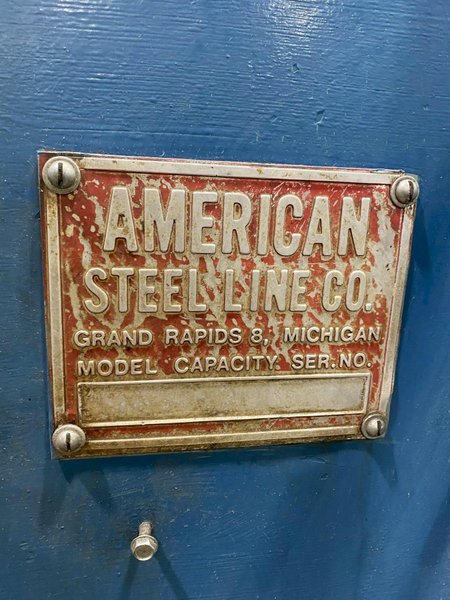 AMERICAN
STEEL LINE CO.
GRAND RAPIDS 8, MICHIGAN
MODEL CAPACITY SER.NO.